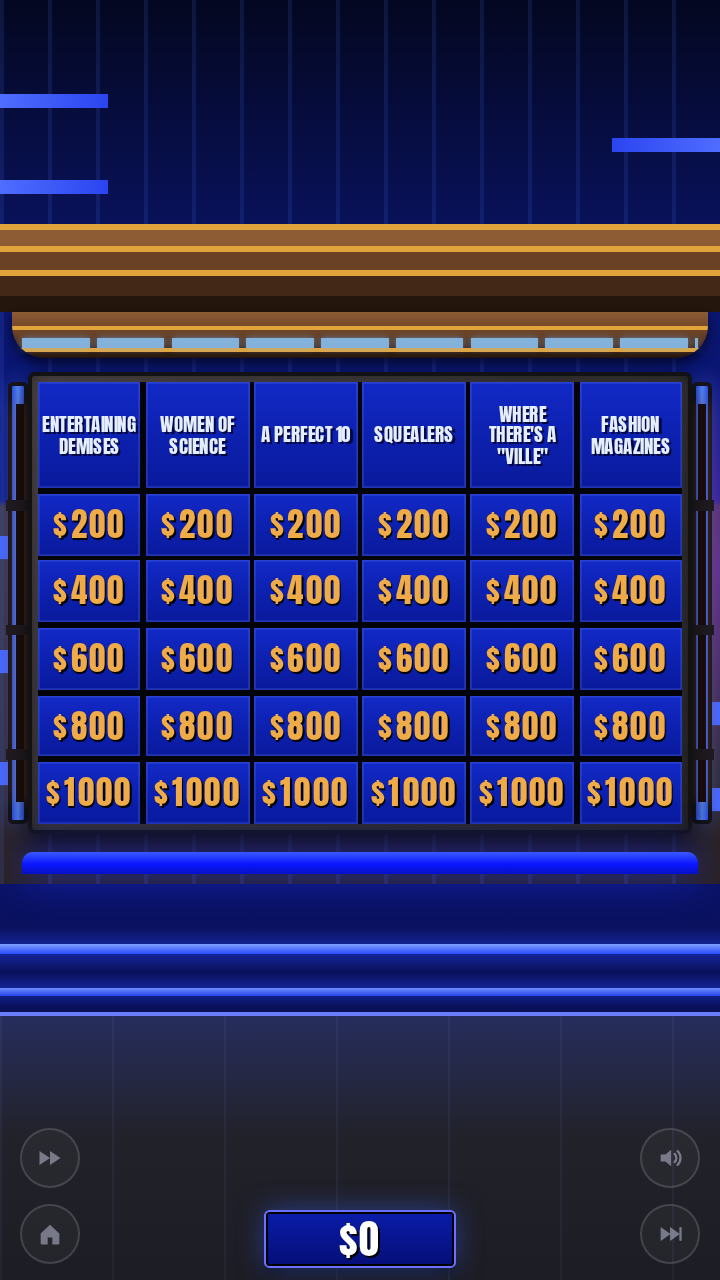 ENTERTAINING
DEMISES
WOMEN OF
SCIENCE
A PERFECT 10
SQUEALERS
WHERE
THERE'S A
"VILLE"
FASHION
MAGAZINES
$200 $200 $200 $200 $200 $200
$400 $400 $400 $400 $400 $400
$600 $600 $600 $600 $600 $600
$800 $800 $800 $800 $800 $800
$1000 $1000 $1000 $1000 $1000 $1000
$0